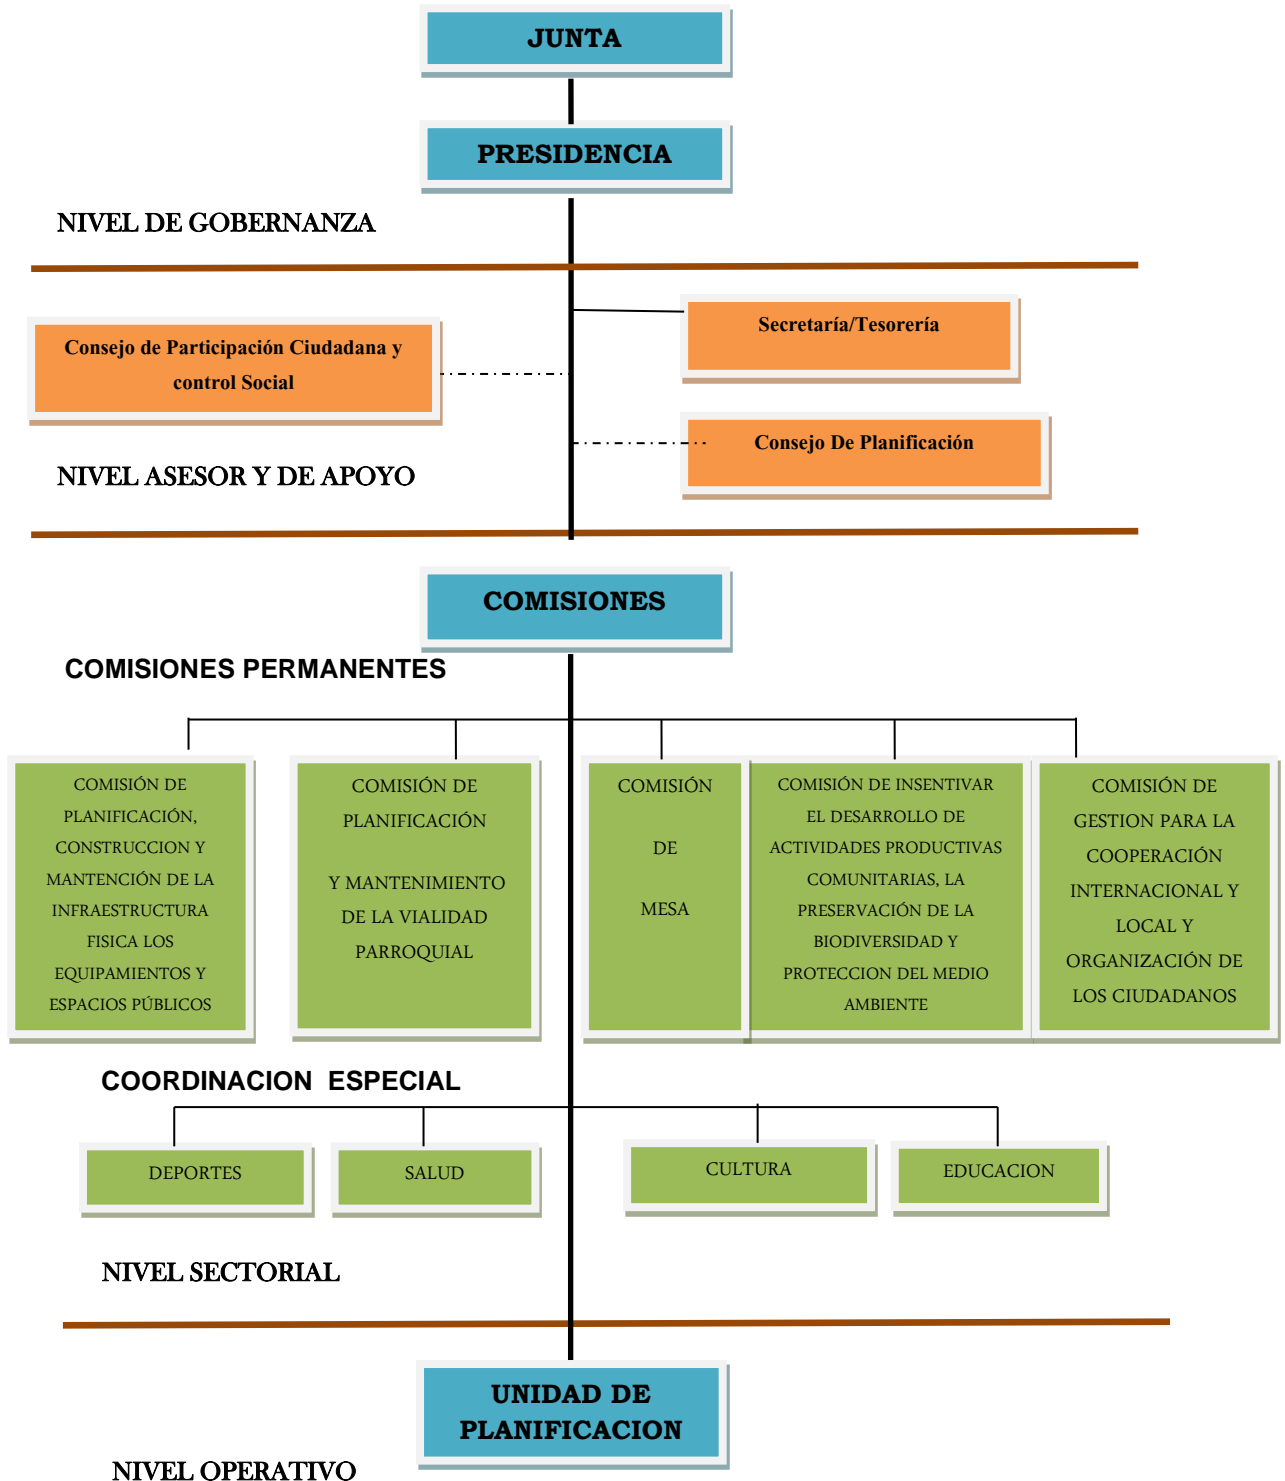 JUNTA
PRESIDENCIA
NIVEL DE GOBERNANZA
Secretaría/Tesorería
Consejo de Participación Ciudadana y
control Social
Consejo De Planificación
NIVEL ASESOR Y DE APOYO
COMISIONES
COMISIONES PERMANENTES
COMISIÓN DE
PLANIFICACIÓN,
CONSTRUCCION Y
MANTENCIÓN DE LA
INFRAESTRUCTURA
FISICA LOS
EQUIPAMIENTOS Y
ESPACIOS PÚBLICOS
COMISIÓN DE
PLANIFICACIÓN
Y MANTENIMIENTO
DE LA VIALIDAD
PARROQUIAL
COMISIÓN
DE
MESA
COMISIÓN DE INSENTIVAR
EL DESARROLLO DE
ACTIVIDADES PRODUCTIVAS
COMUNITARIAS, LA
PRESERVACIÓN DE LA
BIODIVERSIDAD Y
PROTECCION DEL MEDIO
AMBIENTE
COMISIÓN DE
GESTION PARA LA
COOPERACIÓN
INTERNACIONAL Y
LOCAL Y
ORGANIZACIÓN DE
LOS CIUDADANOS
COORDINACION  ESPECIAL
DEPORTES
SALUD
CULTURA
EDUCACION
NIVEL SECTORIAL
UNIDAD DE
PLANIFICACION
NIVEL OPERATIVO